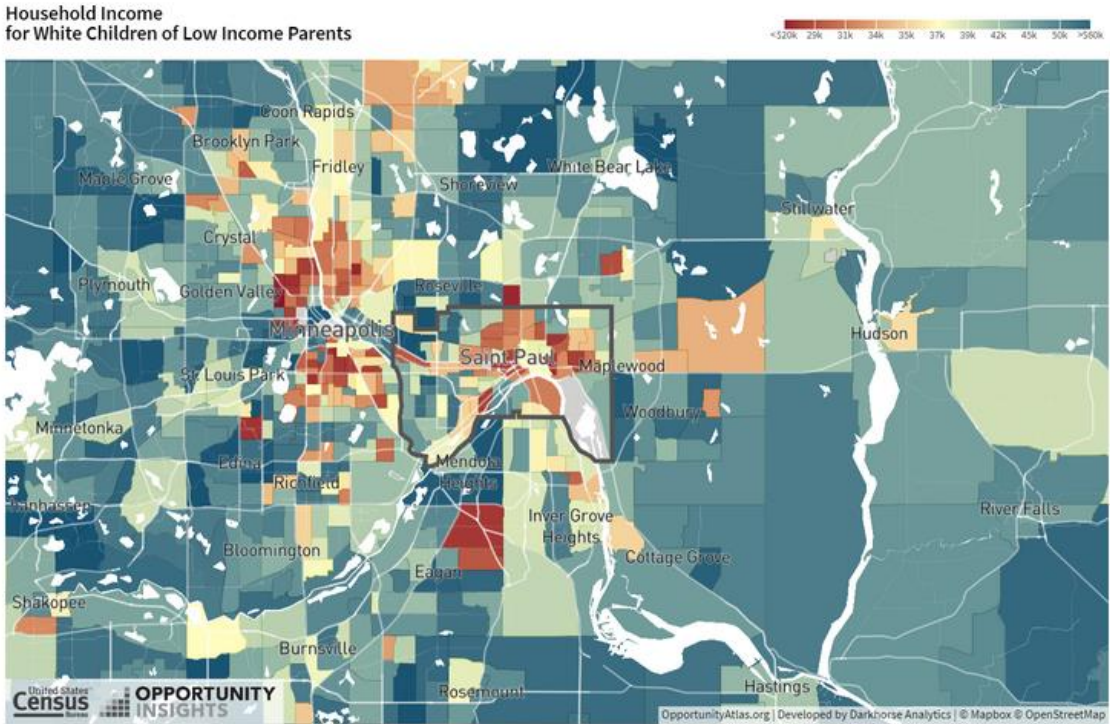 Household Income
for White Children of Low Income Parents
<$20k 29k 31k 34k 35k 37k 39k 42k 45k 50k >$60k
Coon Rapids
Brooklyn Park
Maple Grove
Fridley
Shoreview
White Bear Lake
Stillwater
Crystal
Plymouth
Golden Valley
Roseville
Minneapolis
Hudson
Saint Paul
St. Louis Park
Maplewood
Woodbury
Minnetonka
Edina
Mendota
Heights
Richfield
Chanhassen
River Falls
Inver Grove
Heights
Bloomington
Cottage Grove
Eagan
Shakopee
Burnsville
Rosemount
Hastings
United States
Census
Bureau
OPPORTUNITY
INSIGHTS
OpportunityAtlas.org | Developed by Darkhorse Analytics | © Mapbox © OpenStreetMap